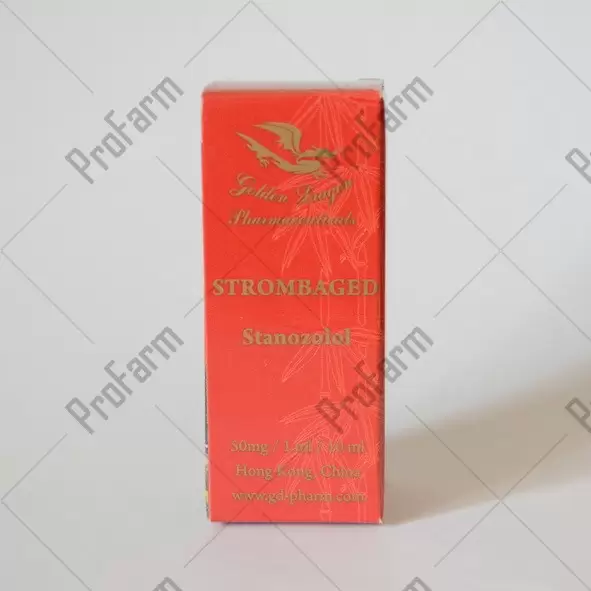 ProFarm
ProFarm
Golden Dragon
Pharmaceuticals
STROMBAGED
Stanozolol
ProFarm
ProFarm
50mg / 1 ml / 10 ml
Hong Kong, China
www.gd-pharm.com